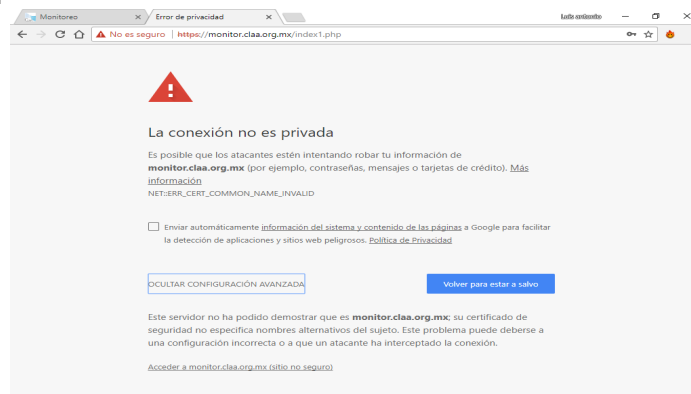 Monitoreo
Error de privacidad
Luis antonio
No es seguro
https://monitor.claa.org.mx/index1.php
La conexión no es privada
Es posible que los atacantes estén intentando robar tu información de
monitor.claa.org.mx (por ejemplo, contraseñas, mensajes o tarjetas de crédito). Más
información
NET::ERR_CERT_COMMON_NAME_INVALID
Enviar automáticamente información del sistema y contenido de las páginas a Google para facilitar
la detección de aplicaciones y sitios web peligrosos. Política de Privacidad
OCULTAR CONFIGURACIÓN AVANZADA
Volver para estar a salvo
Este servidor no ha podido demostrar que es monitor.claa.org.mx; su certificado de
seguridad no especifica nombres alternativos del sujeto. Este problema puede deberse a
una configuración incorrecta o a que un atacante ha interceptado la conexión.
Acceder a monitor.claa.org.mx (sitio no seguro)